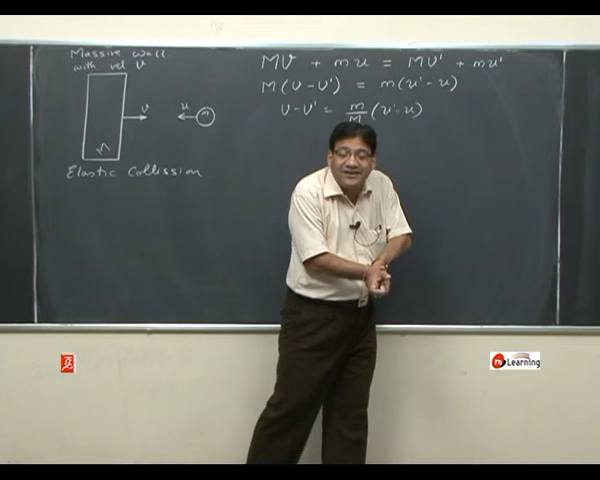 Massive wall
with vel V
MV + mu = MV' + mu'
M(V - V') = m(u' - u)
V - V' = m/M (u' - u)
V
u
m
M
Elastic Collission
Learning